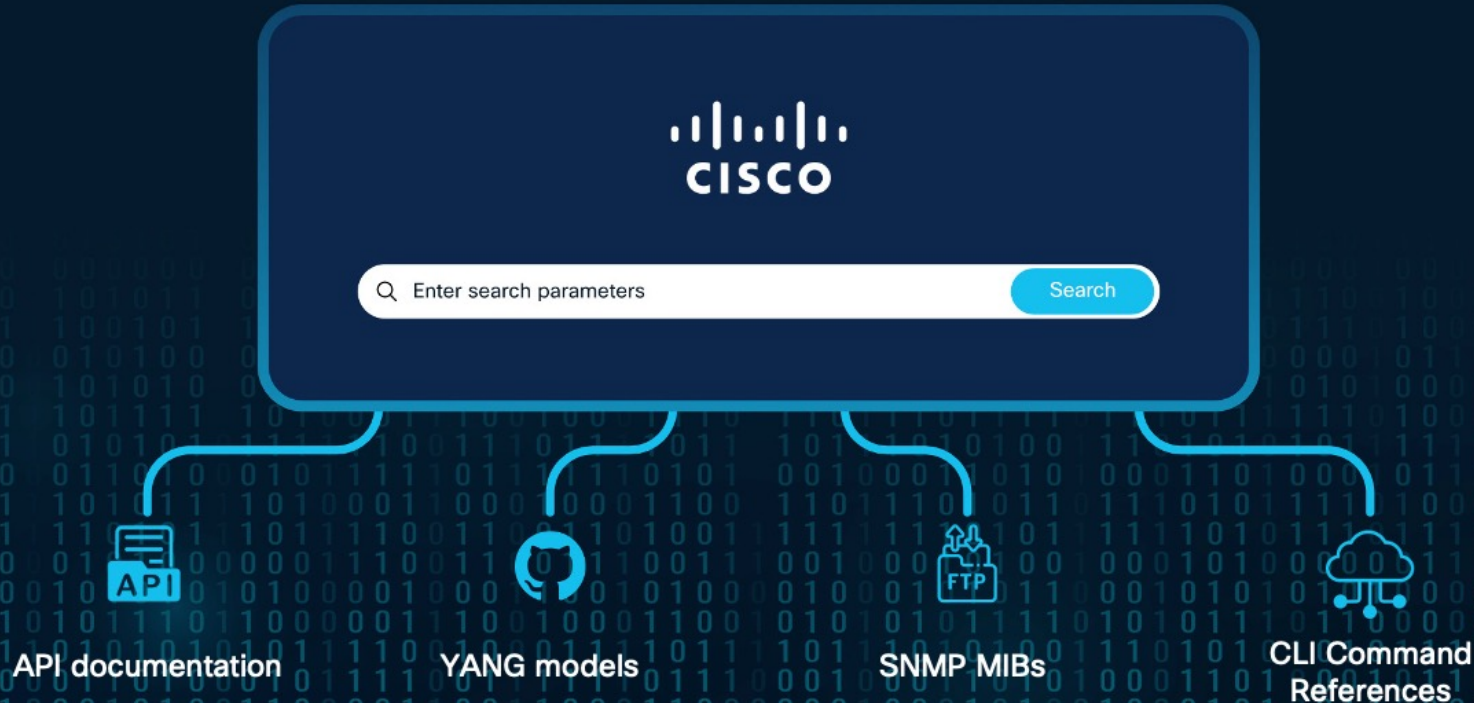 CISCO
Enter search parameters
Search
API
FTP
API documentation
YANG models
SNMP MIBs
CLI Command
References